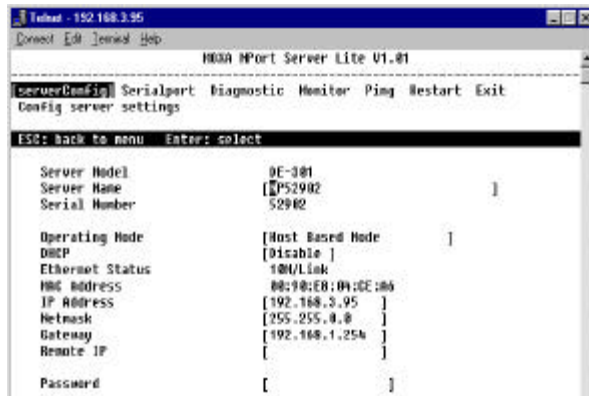 Telnet - 192.168.3.95
Connect Edit Terminal Help
MOXA NPort Server Lite V1.01
serverConfig Serialport Diagnostic Monitor Ping Restart Exit
Config server settings
ESC: back to menu Enter: select
Server Model DE-301
Server Name [NP52902 ]
Serial Number 52902
Operating Mode [Host Based Mode ]
DHCP [Disable ]
Ethernet Status 10M/Link
MAC Address 00:90:E8:04:CE:A6
IP Address [192.168.3.95 ]
Netmask [255.255.0.0 ]
Gateway [192.168.1.254 ]
Remote IP [ ]
Password [ ]